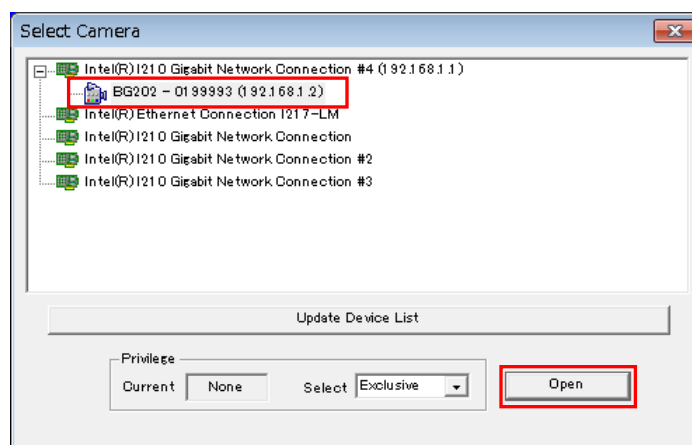 Select Camera
Intel(R) I210 Gigabit Network Connection #4 (192.168.1.1)
BG202 - 0199993 (192.168.1.2)
Intel(R) Ethernet Connection I217-LM
Intel(R) I210 Gigabit Network Connection
Intel(R) I210 Gigabit Network Connection #2
Intel(R) I210 Gigabit Network Connection #3
Update Device List
Privilege
Current None Select Exclusive Open